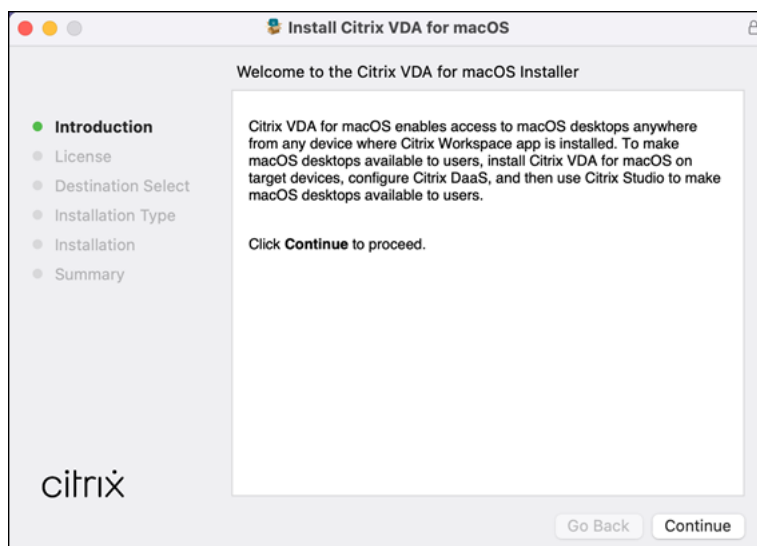 Install Citrix VDA for macOS
Welcome to the Citrix VDA for macOS Installer
Introduction
License
Destination Select
Installation Type
Installation
Summary
Citrix VDA for macOS enables access to macOS desktops anywhere
from any device where Citrix Workspace app is installed. To make
macOS desktops available to users, install Citrix VDA for macOS on
target devices, configure Citrix DaaS, and then use Citrix Studio to make
macOS desktops available to users.
Click Continue to proceed.
citrix
Go Back
Continue